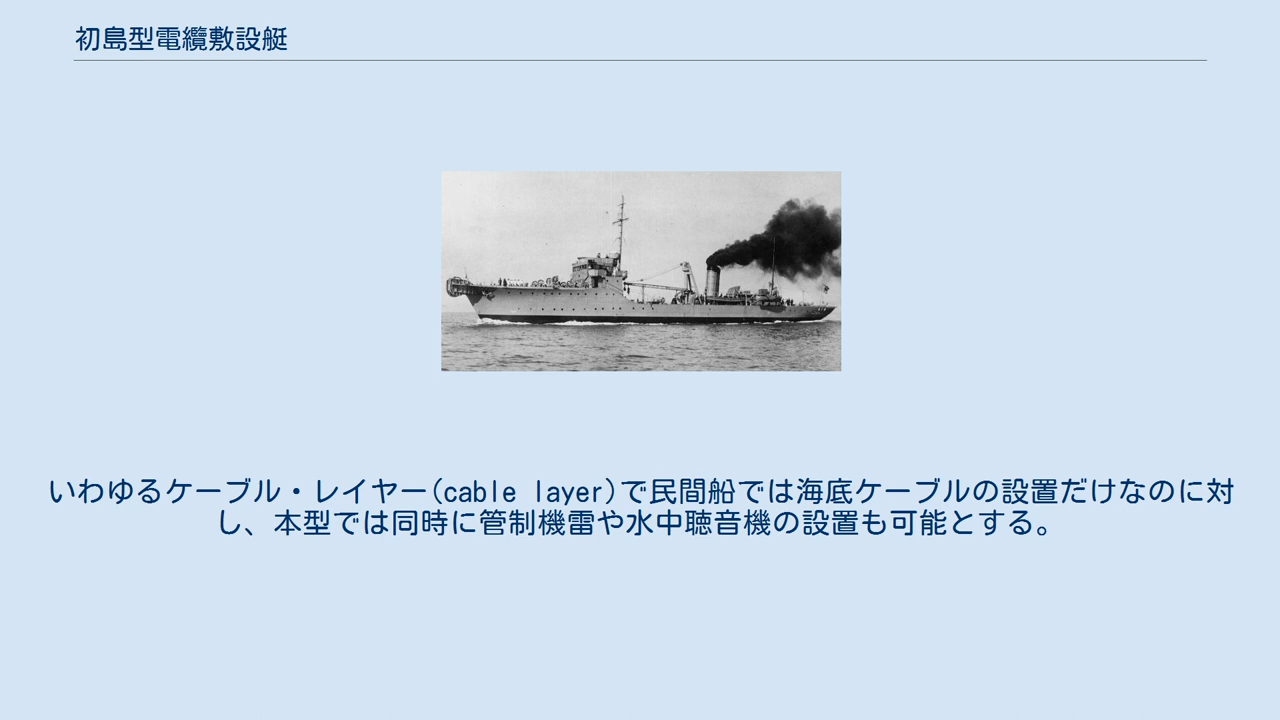 初島型電纜敷設艇
いわゆるケーブル・レイヤー(cable layer)で民間船では海底ケーブルの設置だけなのに対
し、本型では同時に管制機雷や水中聴音機の設置も可能とする。